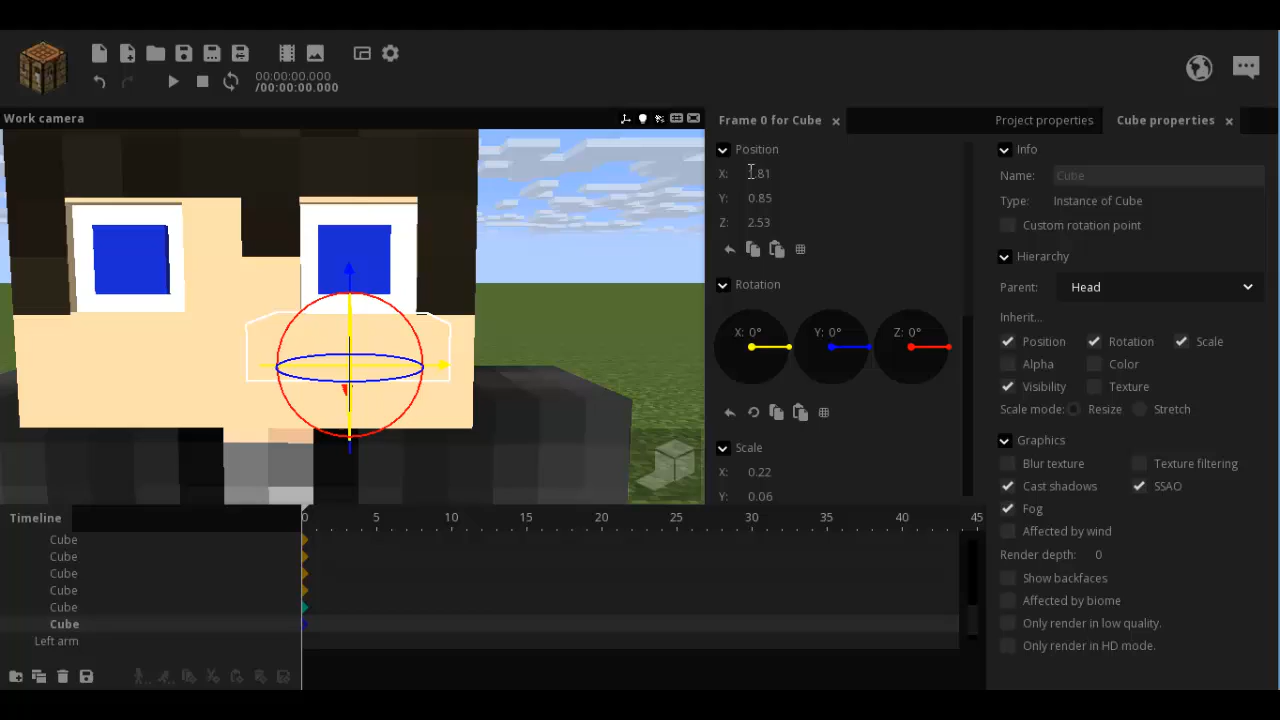 00:00:00.000
/00:00:00.000
Work camera
Frame 0 for Cube
Position
X: .81
Y: 0.85
Z: 2.53
Rotation
X: 0° Y: 0° Z: 0°
Scale
X: 0.22
Y: 0.06
Project properties Cube properties
Info
Name: Cube
Type: Instance of Cube
Custom rotation point
Hierarchy
Parent: Head
Inherit...
Position Rotation Scale
Alpha Color
Visibility Texture
Scale mode: Resize Stretch
Graphics
Blur texture Texture filtering
Cast shadows SSAO
Fog
Affected by wind
Render depth: 0
Show backfaces
Affected by biome
Only render in low quality.
Only render in HD mode.
Timeline
0 5 10 15 20 25 30 35 40 45
Cube
Cube
Cube
Cube
Cube
Cube
Left arm